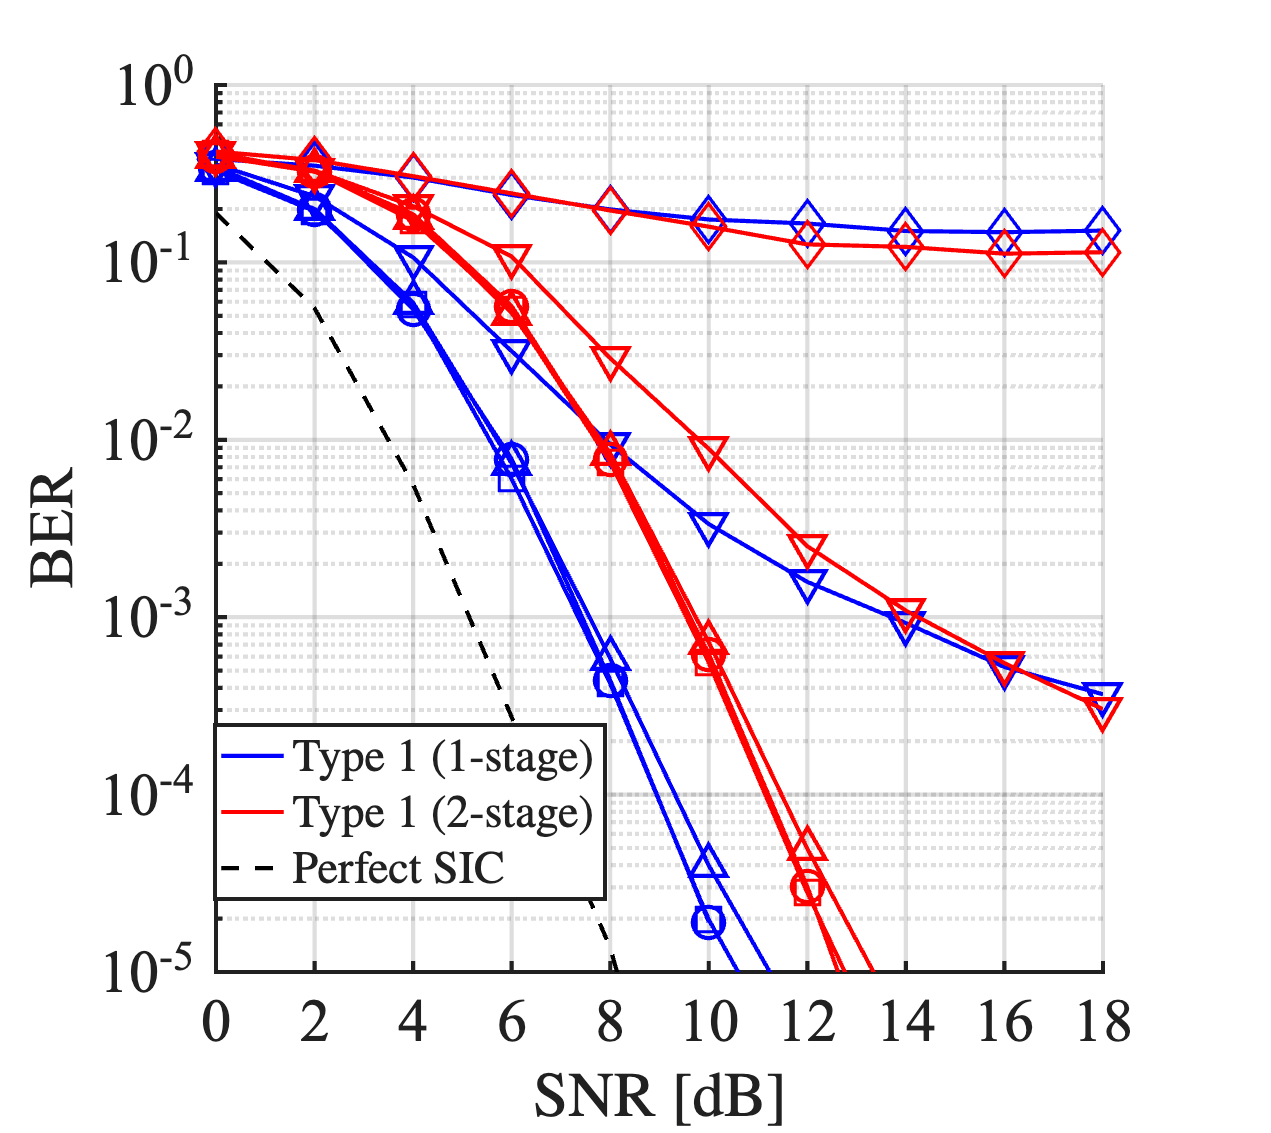 10^0
10^-1
10^-2
10^-3
10^-4
10^-5
BER
Type 1 (1-stage)
Type 1 (2-stage)
Perfect SIC
0 2 4 6 8 10 12 14 16 18
SNR [dB]